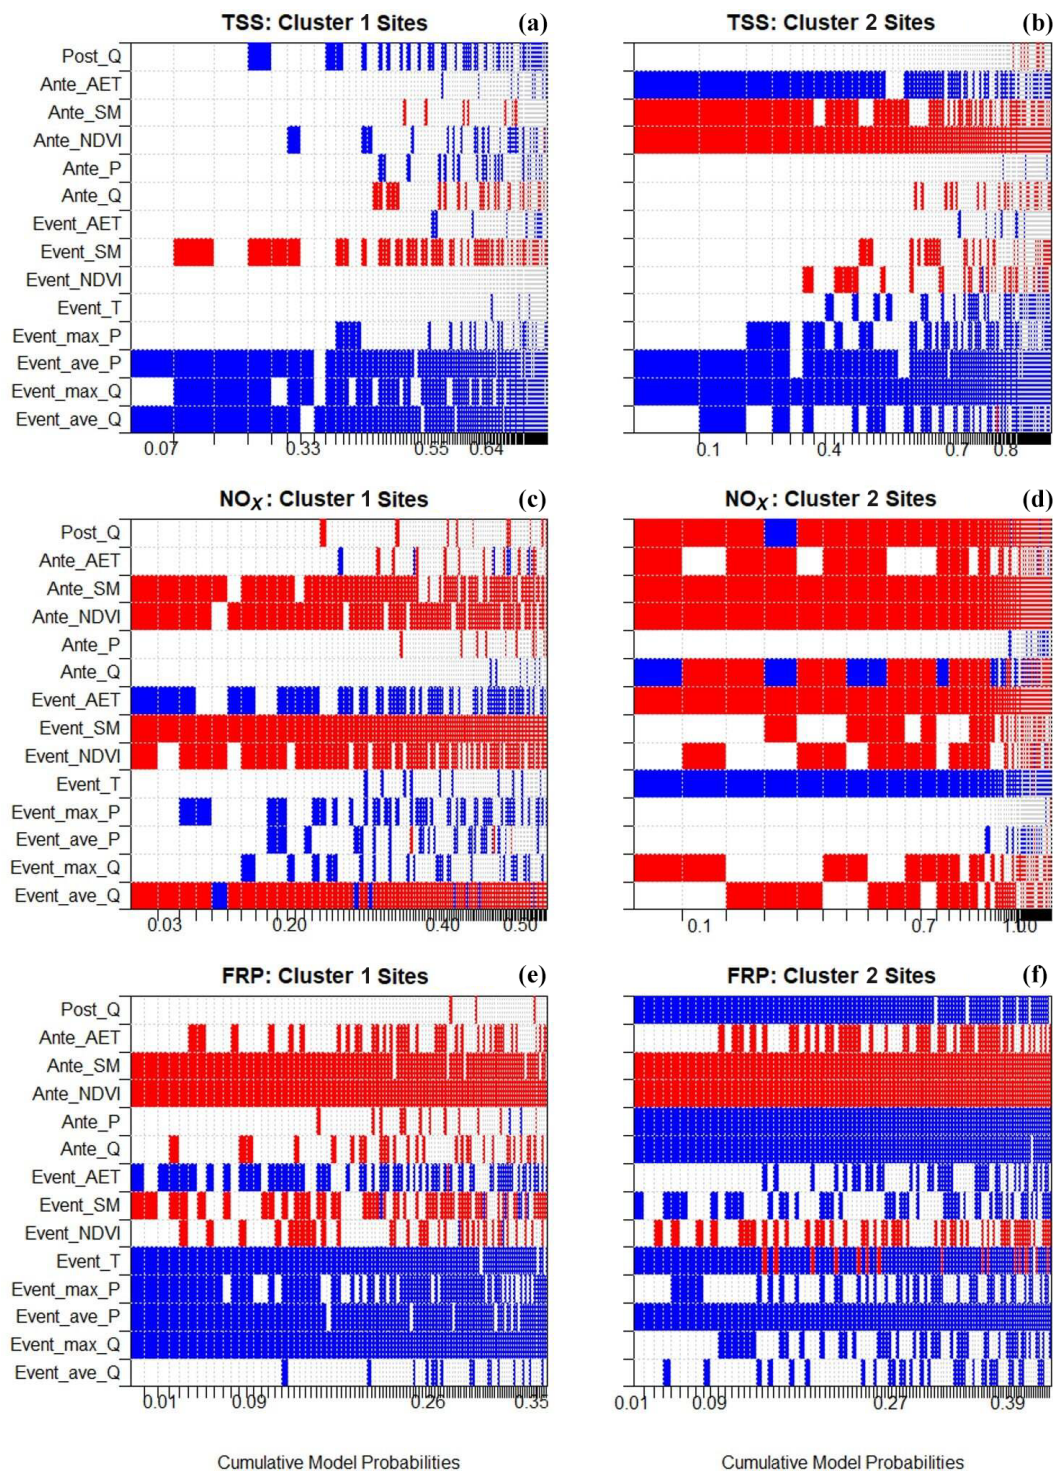 TSS: Cluster 1 Sites (a)
TSS: Cluster 2 Sites (b)
Post_Q
Ante_AET
Ante_SM
Ante_NDVI
Ante_P
Ante_Q
Event_AET
Event_SM
Event_NDVI
Event_T
Event_max_P
Event_ave_P
Event_max_Q
Event_ave_Q
0.07 0.33 0.55 0.64
0.1 0.4 0.7 0.8
NOX: Cluster 1 Sites (c)
NOX: Cluster 2 Sites (d)
Post_Q
Ante_AET
Ante_SM
Ante_NDVI
Ante_P
Ante_Q
Event_AET
Event_SM
Event_NDVI
Event_T
Event_max_P
Event_ave_P
Event_max_Q
Event_ave_Q
0.03 0.20 0.40 0.50
0.1 0.7 1.00
FRP: Cluster 1 Sites (e)
FRP: Cluster 2 Sites (f)
Post_Q
Ante_AET
Ante_SM
Ante_NDVI
Ante_P
Ante_Q
Event_AET
Event_SM
Event_NDVI
Event_T
Event_max_P
Event_ave_P
Event_max_Q
Event_ave_Q
0.01 0.09 0.26 0.35
0.01 0.09 0.27 0.39
Cumulative Model Probabilities
Cumulative Model Probabilities